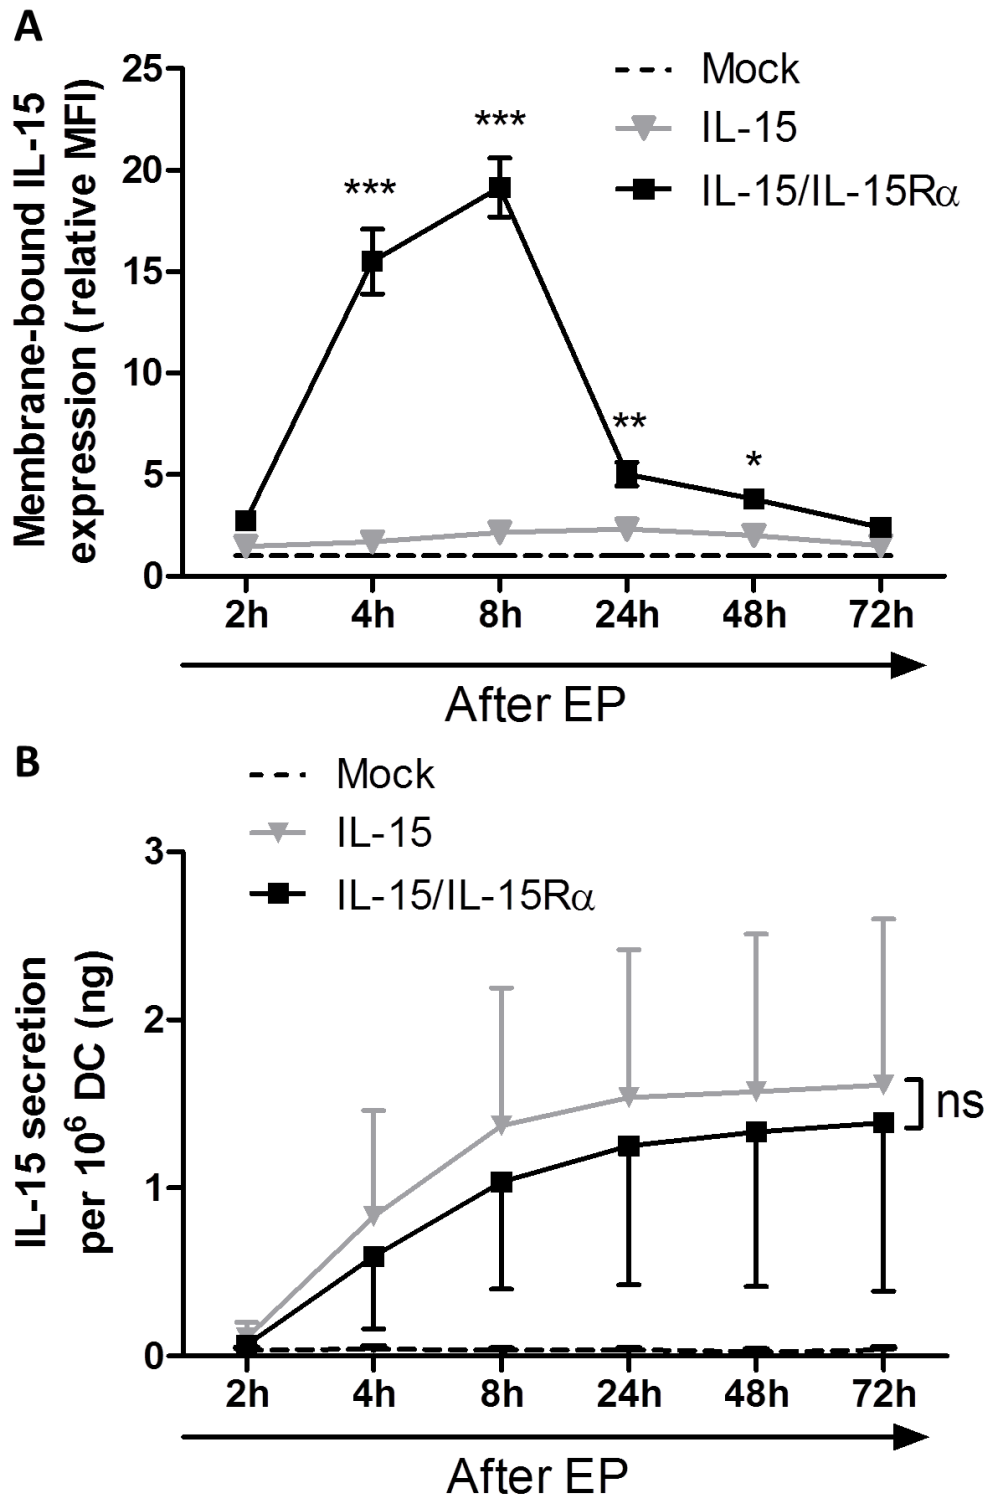 A
Membrane-bound IL-15
expression (relative MFI)
25
20
15
10
5
0
Mock
IL-15
IL-15/IL-15Rα
***
***
**
*
2h 4h 8h 24h 48h 72h
After EP
B
Mock
IL-15
IL-15/IL-15Rα
IL-15 secretion
per 10⁶ DC (ng)
3
2
1
0
ns
2h 4h 8h 24h 48h 72h
After EP